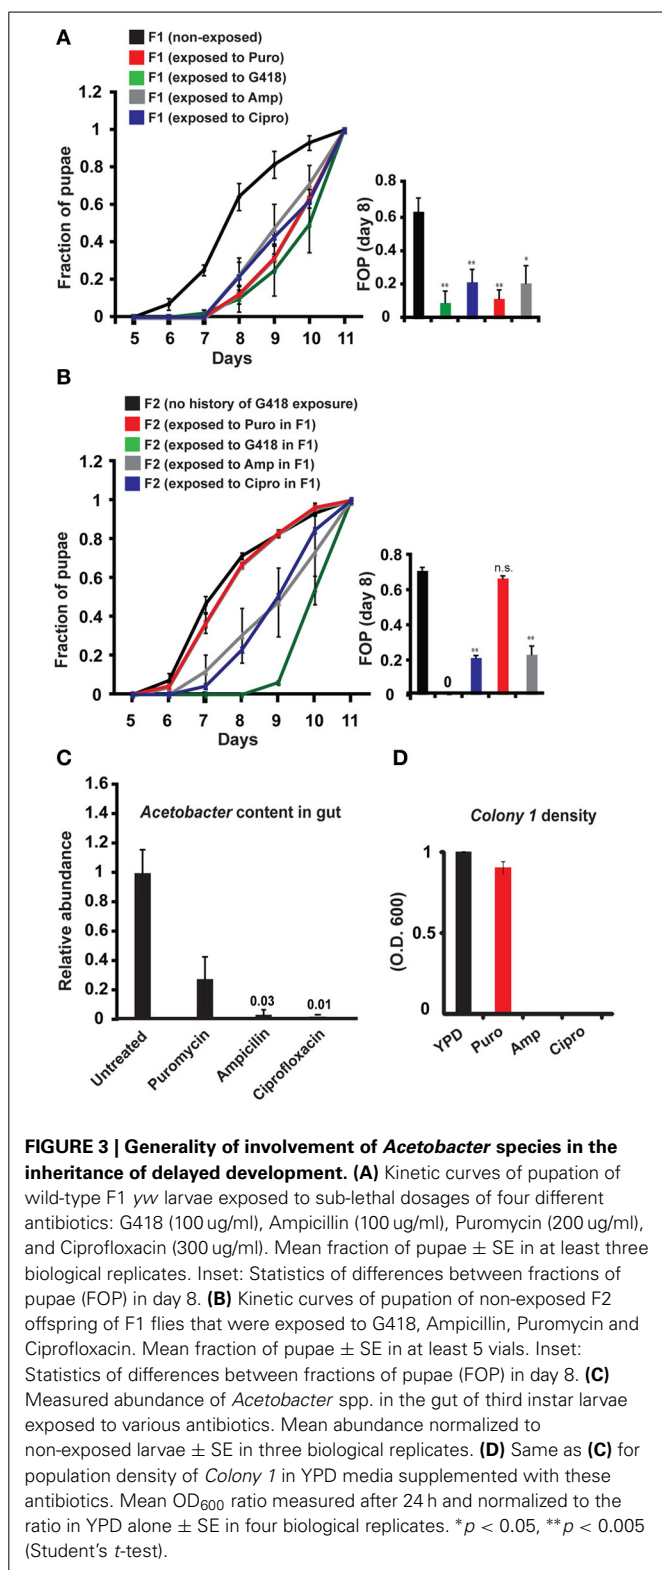 A
F1 (non-exposed)
F1 (exposed to Puro)
F1 (exposed to G418)
F1 (exposed to Amp)
F1 (exposed to Cipro)
Fraction of pupae
1.2
1
0.8
0.6
0.4
0.2
0
5 6 7 8 9 10 11
Days
FOP (day 8)
0.8
0.6
0.4
0.2
0
** ** ** *
B
F2 (no history of G418 exposure)
F2 (exposed to Puro in F1)
F2 (exposed to G418 in F1)
F2 (exposed to Amp in F1)
F2 (exposed to Cipro in F1)
Fraction of pupae
1.2
1
0.8
0.6
0.4
0.2
0
5 6 7 8 9 10 11
Days
FOP (day 8)
0.8
0.6
0.4
0.2
0
0 ** n.s. **
C
Acetobacter content in gut
Relative abundance
1.6
1.4
1.2
1
0.8
0.6
0.4
0.2
0
0.03
0.01
Untreated
Puromycin
Ampicilin
Ciprofloxacin
D
Colony 1 density
(O.D. 600)
1
0.5
0
YPD
Puro
Amp
Cipro
FIGURE 3 | Generality of involvement of Acetobacter species in the
inheritance of delayed development. (A) Kinetic curves of pupation of
wild-type F1 yw larvae exposed to sub-lethal dosages of four different
antibiotics: G418 (100 ug/ml), Ampicillin (100 ug/ml), Puromycin (200 ug/ml),
and Ciprofloxacin (300 ug/ml). Mean fraction of pupae ± SE in at least three
biological replicates. Inset: Statistics of differences between fractions of
pupae (FOP) in day 8. (B) Kinetic curves of pupation of non-exposed F2
offspring of F1 flies that were exposed to G418, Ampicillin, Puromycin and
Ciprofloxacin. Mean fraction of pupae ± SE in at least 5 vials. Inset:
Statistics of differences between fractions of pupae (FOP) in day 8. (C)
Measured abundance of Acetobacter spp. in the gut of third instar larvae
exposed to various antibiotics. Mean abundance normalized to
non-exposed larvae ± SE in three biological replicates. (D) Same as (C) for
population density of Colony 1 in YPD media supplemented with these
antibiotics. Mean OD600 ratio measured after 24 h and normalized to the
ratio in YPD alone ± SE in four biological replicates. *p < 0.05, **p < 0.005
(Student's t-test).